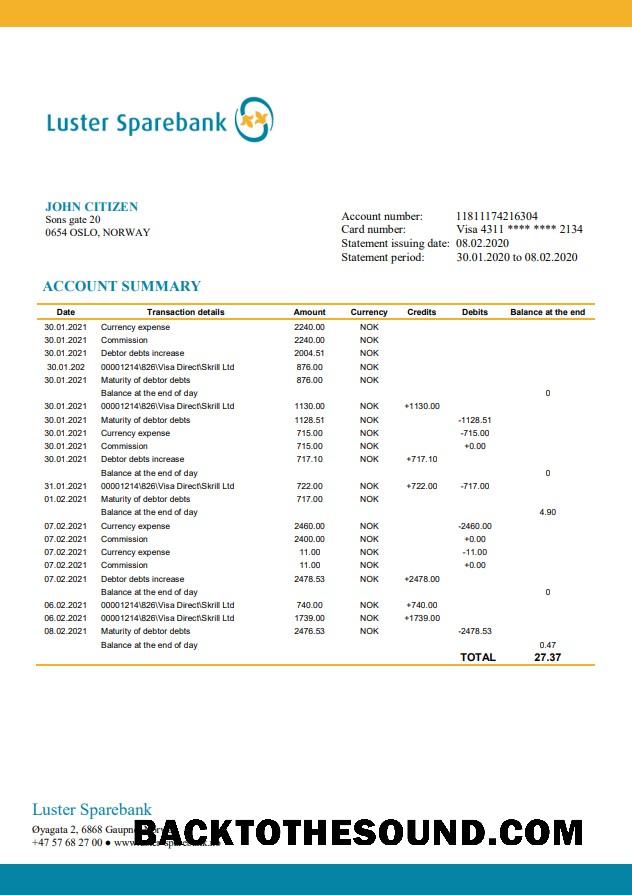 Luster Sparebank
JOHN CITIZEN
Sons gate 20
0654 OSLO, NORWAY
Account number: 11811174216304
Card number: Visa 4311 **** **** 2134
Statement issuing date: 08.02.2020
Statement period: 30.01.2020 to 08.02.2020
ACCOUNT SUMMARY
Date Transaction details Amount Currency Credits Debits Balance at the end
30.01.2021 Currency expense 2240.00 NOK
30.01.2021 Commission 2240.00 NOK
30.01.2021 Debtor debts increase 2004.51 NOK
30.01.202 00001214\826\Visa Direct\Skrill Ltd 876.00 NOK
30.01.2021 Maturity of debtor debts 876.00 NOK
Balance at the end of day 0
30.01.2021 00001214\826\Visa Direct\Skrill Ltd 1130.00 NOK +1130.00
30.01.2021 Maturity of debtor debts 1128.51 NOK -1128.51
30.01.2021 Currency expense 715.00 NOK -715.00
30.01.2021 Commission 715.00 NOK +0.00
30.01.2021 Debtor debts increase 717.10 NOK +717.10
Balance at the end of day 0
31.01.2021 00001214\826\Visa Direct\Skrill Ltd 722.00 NOK +722.00 -717.00
01.02.2021 Maturity of debtor debts 717.00 NOK
Balance at the end of day 4.90
07.02.2021 Currency expense 2460.00 NOK -2460.00
07.02.2021 Commission 2400.00 NOK +0.00
07.02.2021 Currency expense 11.00 NOK -11.00
07.02.2021 Commission 11.00 NOK +0.00
07.02.2021 Debtor debts increase 2478.53 NOK +2478.00
Balance at the end of day 0
06.02.2021 00001214\826\Visa Direct\Skrill Ltd 740.00 NOK +740.00
06.02.2021 00001214\826\Visa Direct\Skrill Ltd 1739.00 NOK +1739.00
08.02.2021 Maturity of debtor debts 2476.53 NOK -2478.53
Balance at the end of day 0.47
TOTAL 27.37
Luster Sparebank
Øyagata 2, 6868
+47 57 68 27 00 ●
BACKTOTHESOUND.COM